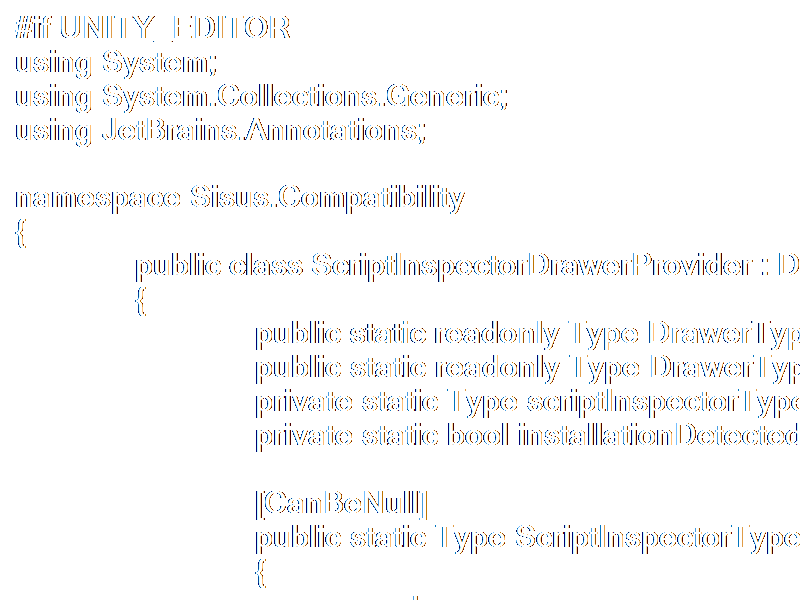 #if UNITY_EDITOR
using System;
using System.Collections.Generic;
using JetBrains.Annotations;
namespace Sisus.Compatibility
{
public class ScriptInspectorDrawerProvider : D
{
public static readonly Type DrawerTyp
public static readonly Type DrawerTyp
private static Type scriptInspectorType
private static bool installationDetected
[CanBeNull]
public static Type ScriptInspectorType
{